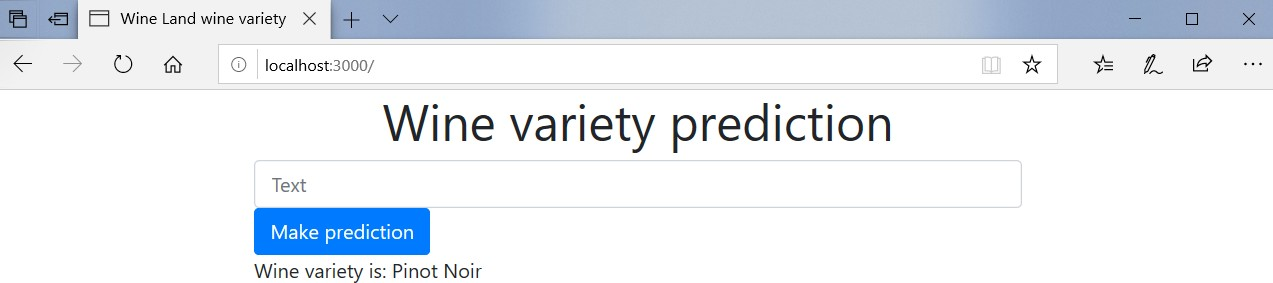 Wine Land wine variety
localhost:3000/
Wine variety prediction
Text
Make prediction
Wine variety is: Pinot Noir